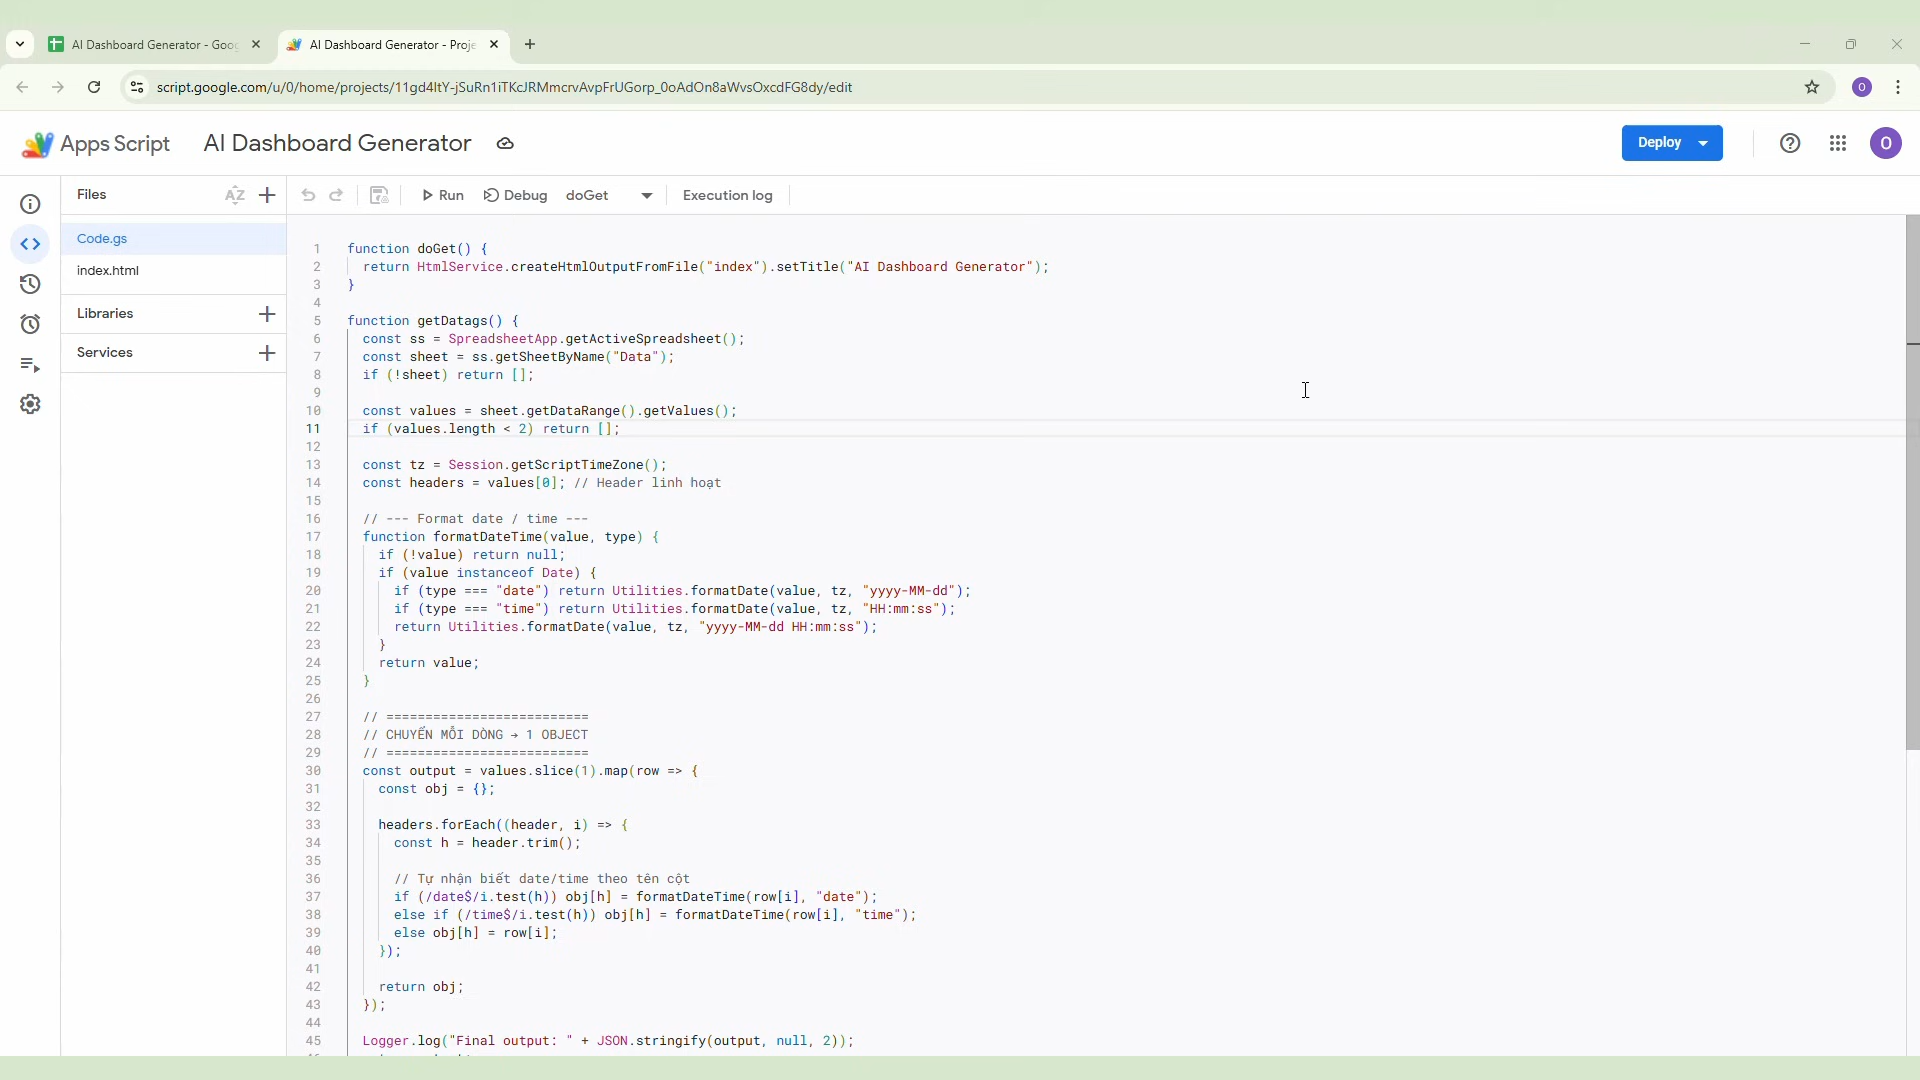 AI Dashboard Generator - Goog
AI Dashboard Generator - Proje
script.google.com/u/0/home/projects/11gd4ltY-jSuRn1iTKcJRMmcrvAvpFrUGorp_0oAdOn8aWvsOxcdFG8dy/edit
O
Apps Script
AI Dashboard Generator
Deploy
O
Files
AZ
Run
Debug
doGet
Execution log
Code.gs
index.html
Libraries
Services
1 function doGet() {
2 return HtmlService.createHtmlOutputFromFile("index").setTitle("AI Dashboard Generator");
3 }
4
5 function getDatags() {
6 const ss = SpreadsheetApp.getActiveSpreadsheet();
7 const sheet = ss.getSheetByName("Data");
8 if (!sheet) return [];
9
10 const values = sheet.getDataRange().getValues();
11 if (values.length < 2) return [];
12
13 const tz = Session.getScriptTimeZone();
14 const headers = values[0]; // Header linh hoạt
15
16 // --- Format date / time ---
17 function formatDateTime(value, type) {
18 if (!value) return null;
19 if (value instanceof Date) {
20 if (type === "date") return Utilities.formatDate(value, tz, "yyyy-MM-dd");
21 if (type === "time") return Utilities.formatDate(value, tz, "HH:mm:ss");
22 return Utilities.formatDate(value, tz, "yyyy-MM-dd HH:mm:ss");
23 }
24 return value;
25 }
26
27 // ==========================
28 // CHUYỂN MỖI DÒNG → 1 OBJECT
29 // ==========================
30 const output = values.slice(1).map(row => {
31 const obj = {};
32
33 headers.forEach((header, i) => {
34 const h = header.trim();
35
36 // Tự nhận biết date/time theo tên cột
37 if (/date$/i.test(h)) obj[h] = formatDateTime(row[i], "date");
38 else if (/time$/i.test(h)) obj[h] = formatDateTime(row[i], "time");
39 else obj[h] = row[i];
40 });
41
42 return obj;
43 });
44
45 Logger.log("Final output: " + JSON.stringify(output, null, 2));